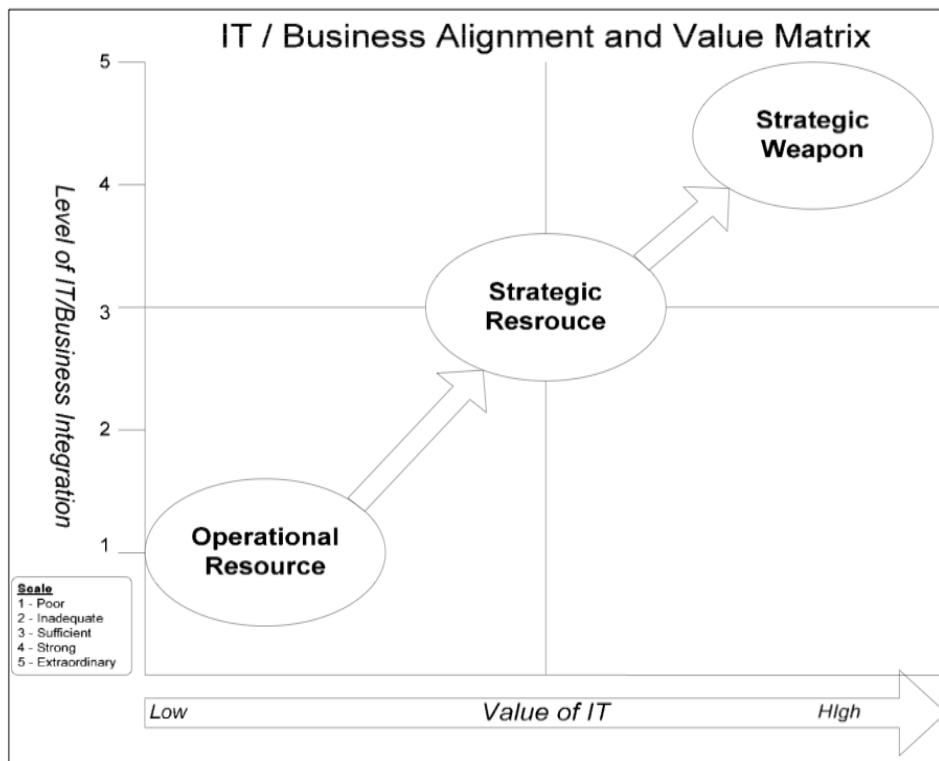 IT / Business Alignment and Value Matrix
5
4
3
2
1
Level of IT/Business Integration
Strategic
Weapon
Strategic
Resrouce
Operational
Resource
Scale
1 - Poor
2 - Inadequate
3 - Sufficient
4 - Strong
5 - Extraordinary
Low
Value of IT
HIgh